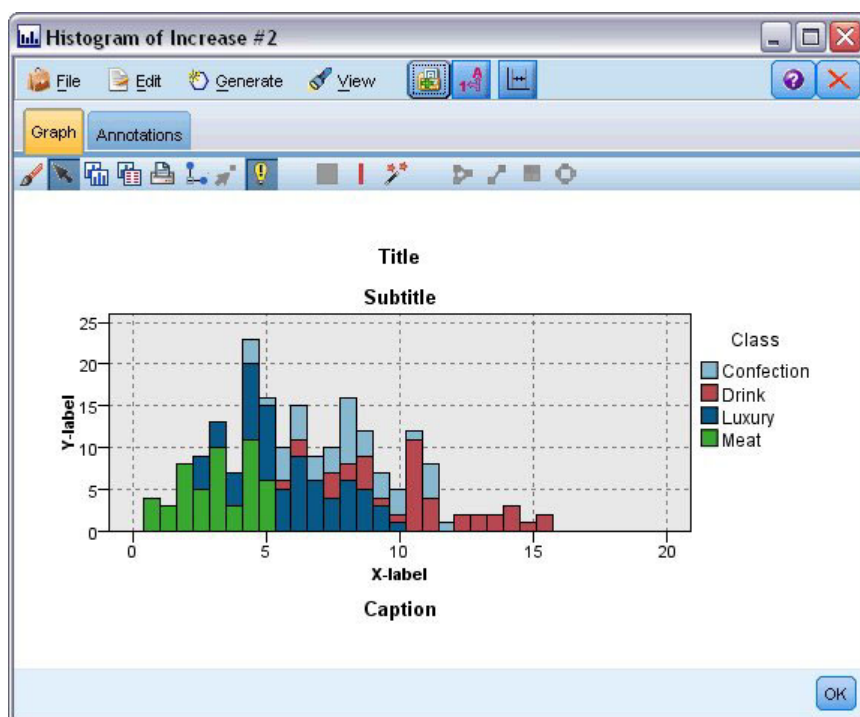 Histogram of Increase #2
File Edit Generate View
Graph Annotations
Title
Subtitle
25
20
15
10
5
0
Y-label
0 5 10 15 20
X-label
Caption
Class
Confection
Drink
Luxury
Meat
OK